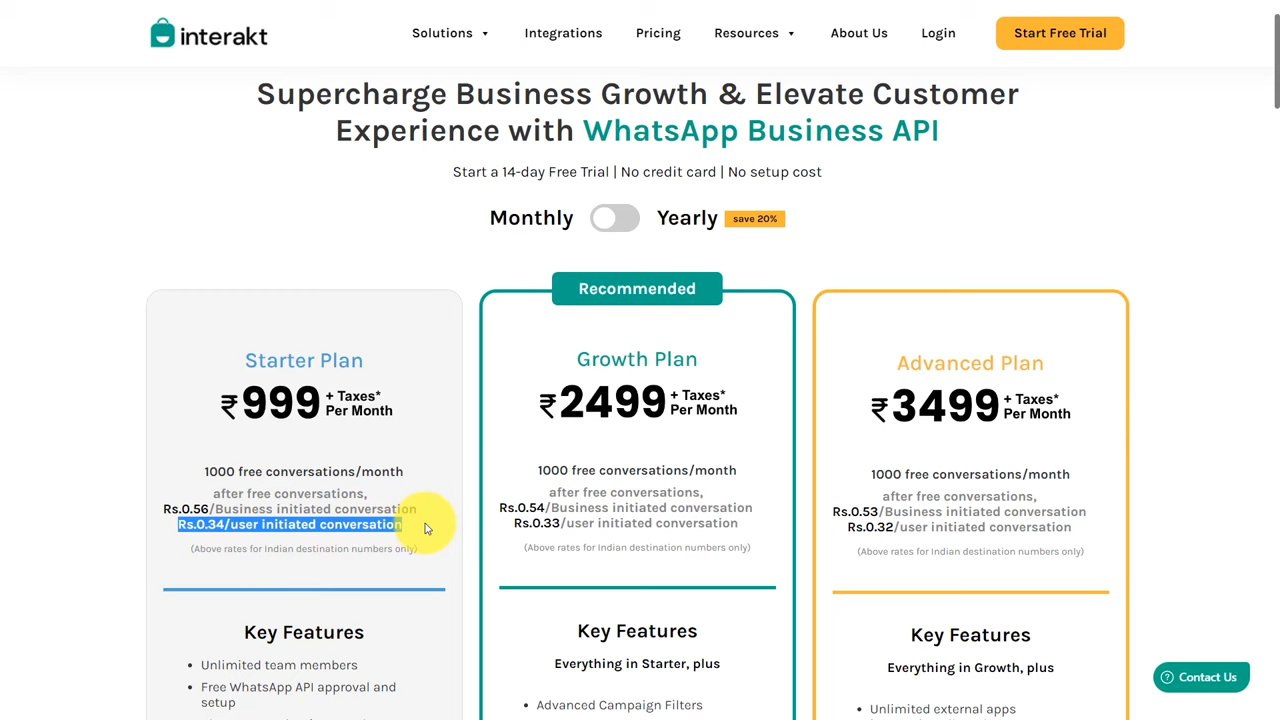 interakt
Solutions
Integrations
Pricing
Resources
About Us
Login
Start Free Trial
Supercharge Business Growth & Elevate Customer
Experience with WhatsApp Business API
Start a 14-day Free Trial | No credit card | No setup cost
Monthly
Yearly
save 20%
Starter Plan
₹999 + Taxes*
Per Month
1000 free conversations/month
after free conversations,
Rs.0.56/Business initiated conversation
Rs.0.34/user initiated conversation
(Above rates for Indian destination numbers only)
Key Features
• Unlimited team members
• Free WhatsApp API approval and
setup
Recommended
Growth Plan
₹2499 + Taxes*
Per Month
1000 free conversations/month
after free conversations,
Rs.0.54/Business initiated conversation
Rs.0.33/user initiated conversation
(Above rates for Indian destination numbers only)
Key Features
Everything in Starter, plus
• Advanced Campaign Filters
Advanced Plan
₹3499 + Taxes*
Per Month
1000 free conversations/month
after free conversations,
Rs.0.53/Business initiated conversation
Rs.0.32/user initiated conversation
(Above rates for Indian destination numbers only)
Key Features
Everything in Growth, plus
• Unlimited external apps
Contact Us